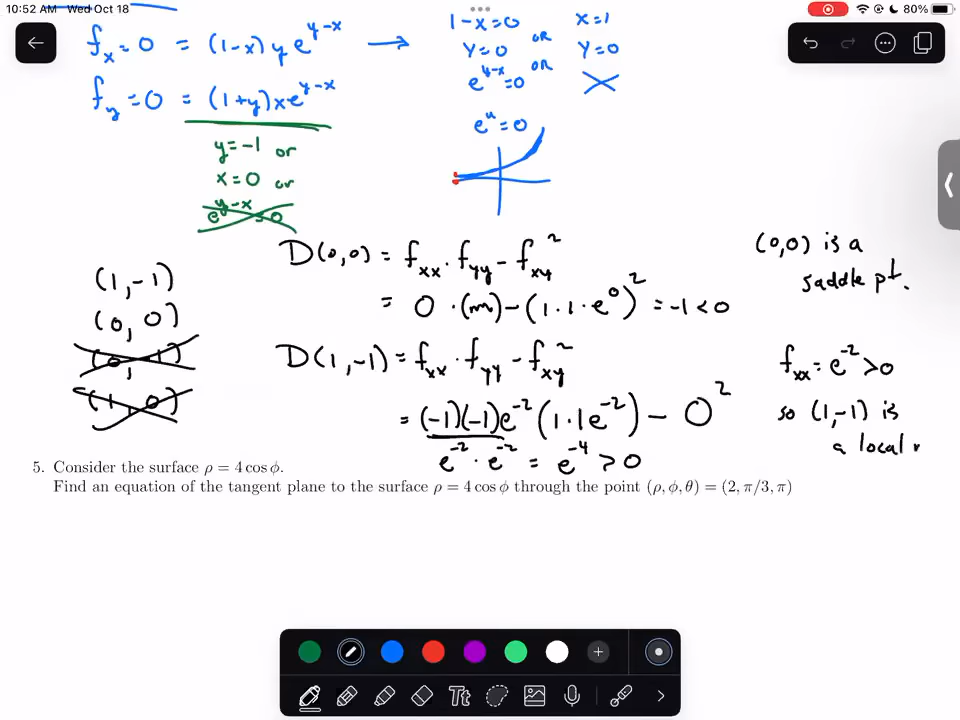 10:52 AM Wed Oct 18
80%
f_x = 0 = (1-x) y e^{y-x} →
1-x=0 OR
y=0 OR
e^{y-x}=0
x=1
y=0
f_y = 0 = (1+y) x e^{y-x}
e^u = 0
y=-1 or
x=0 or
e^{y-x}=0
(1,-1)
(0,0)
(0,-1)
(1,0)
D(0,0) = f_xx · f_yy - f_xy^2
= 0 · (m) - (1·1·e^0)^2 = -1 < 0
(0,0) is a
saddle pt.
D(1,-1) = f_xx · f_yy - f_xy^2
= (-1)(-1)e^{-2} (1·1e^{-2}) - 0^2
e^{-2} · e^{-2} = e^{-4} > 0
f_xx = e^{-2} > 0
so (1,-1) is
a local
5. Consider the surface ρ = 4 cos φ.
Find an equation of the tangent plane to the surface ρ = 4 cos φ through the point (ρ, φ, θ) = (2, π/3, π)
Tt